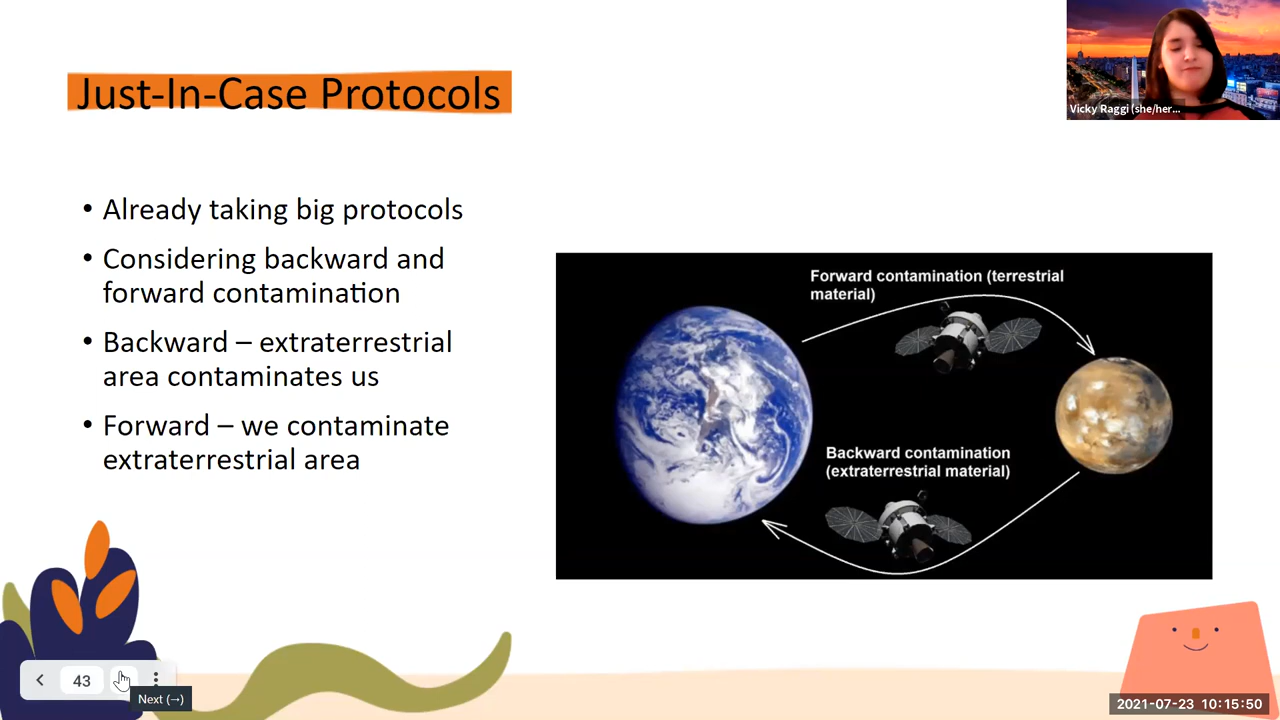 Just-In-Case Protocols
Vicky Raggi (she/her...
• Already taking big protocols
• Considering backward and
forward contamination
• Backward – extraterrestrial
area contaminates us
• Forward – we contaminate
extraterrestrial area
Forward contamination (terrestrial
material)
Backward contamination
(extraterrestrial material)
43
Next (→)
2021-07-23 10:15:50